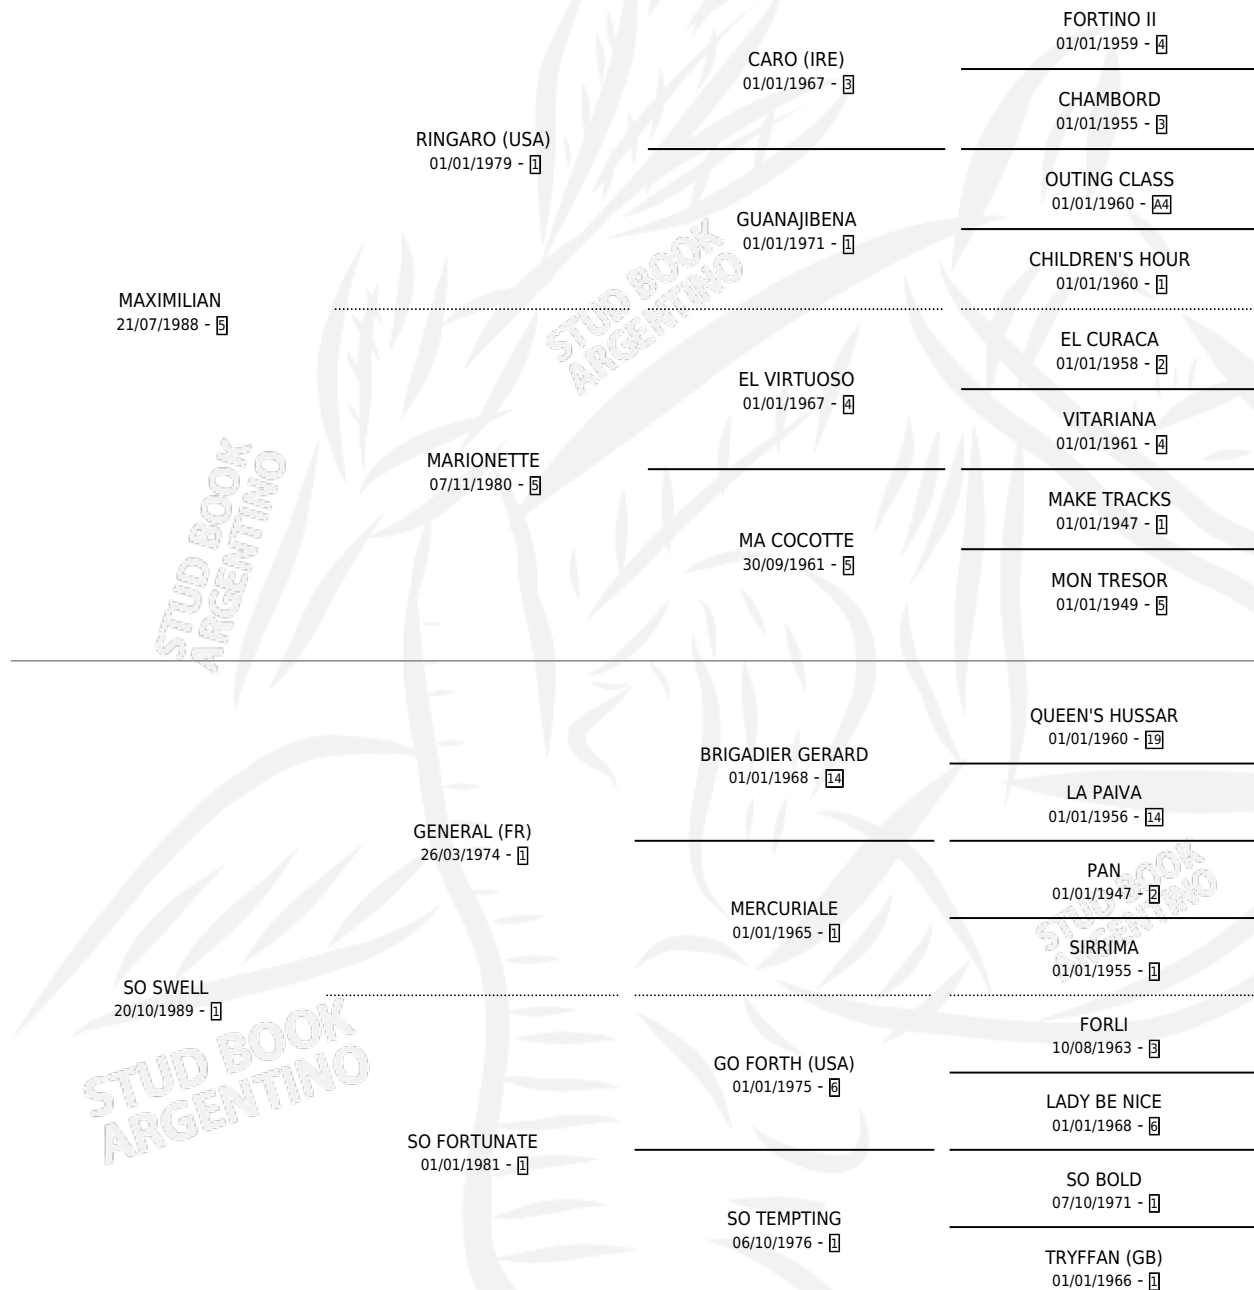 FORTINO II
01/01/1959 - 4
CARO (IRE)
01/01/1967 - 3
CHAMBORD
01/01/1955 - 3
RINGARO (USA)
01/01/1979 - 1
OUTING CLASS
01/01/1960 - A4
GUANAJIBENA
01/01/1971 - 1
CHILDREN'S HOUR
01/01/1960 - 1
MAXIMILIAN
21/07/1988 - 5
STUD BOOK
ARGENTINO
EL CURACA
01/01/1958 - 2
EL VIRTUOSO
01/01/1967 - 4
VITARIANA
01/01/1961 - 4
MARIONETTE
07/11/1980 - 5
MAKE TRACKS
01/01/1947 - 1
MA COCOTTE
30/09/1961 - 5
MON TRESOR
01/01/1949 - 5
STUD BOOK
ARGENTINO
QUEEN'S HUSSAR
01/01/1960 - 19
BRIGADIER GERARD
01/01/1968 - 14
LA PAIVA
01/01/1956 - 14
GENERAL (FR)
26/03/1974 - 1
PAN
01/01/1947 - 2
MERCURIALE
01/01/1965 - 1
SIRRIMA
01/01/1955 - 1
STUD BOOK
ARGENTINO
SO SWELL
20/10/1989 - 1
FORLI
10/08/1963 - 3
GO FORTH (USA)
01/01/1975 - 6
LADY BE NICE
01/01/1968 - 6
STUD BOOK
ARGENTINO
SO FORTUNATE
01/01/1981 - 1
SO BOLD
07/10/1971 - 1
SO TEMPTING
06/10/1976 - 1
TRYFFAN (GB)
01/01/1966 - 1